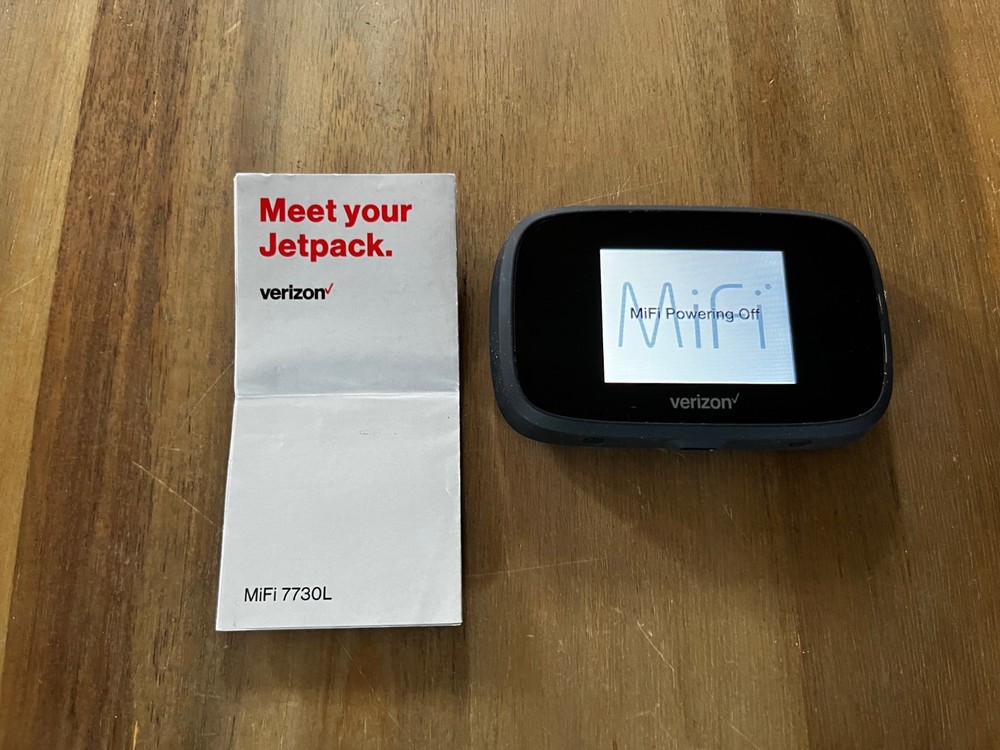 Meet your
Jetpack.
verizon✓
MiFi 7730L
MiFi
MiFi Powering Off
verizon✓